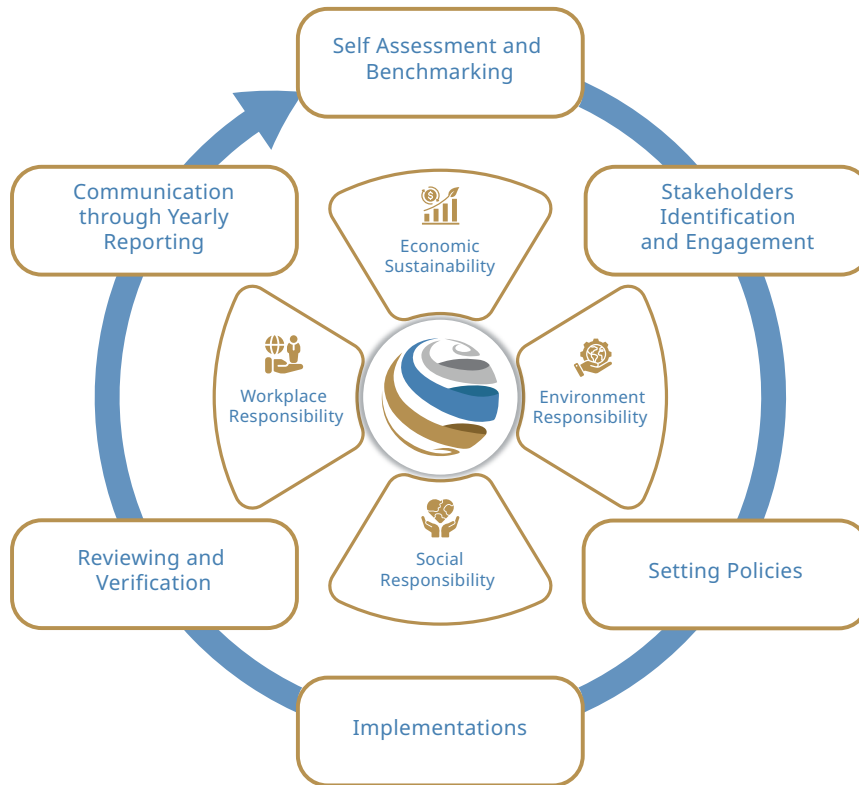 Self Assessment and
Benchmarking
Communication
through Yearly
Reporting
Stakeholders
Identification
and Engagement
Economic
Sustainability
Workplace
Responsibility
Environment
Responsibility
Social
Responsibility
Reviewing and
Verification
Setting Policies
Implementations